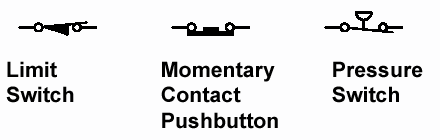 Limit
Switch
Momentary
Contact
Pushbutton
Pressure
Switch